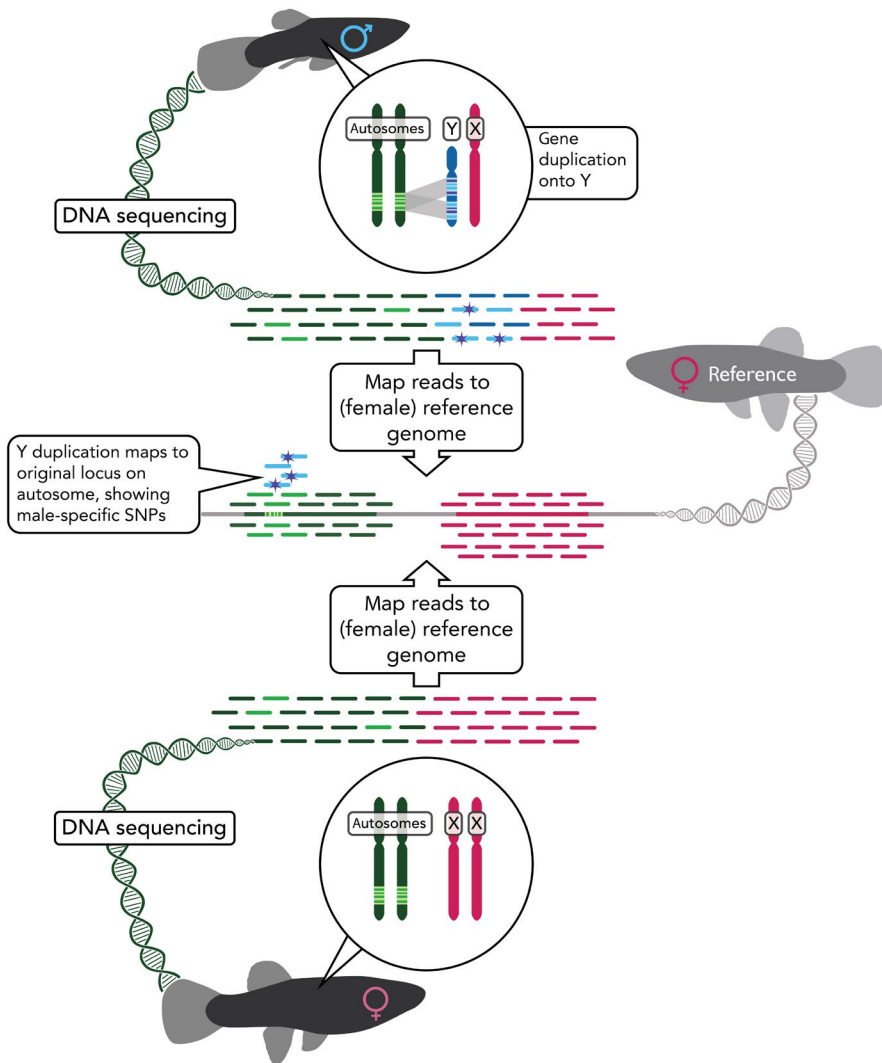 ♂
Autosomes
Y
X
Gene
duplication
onto Y
DNA sequencing
Map reads to
(female) reference
genome
♀ Reference
Y duplication maps to
original locus on
autosome, showing
male-specific SNPs
Map reads to
(female) reference
genome
DNA sequencing
Autosomes
X
X
♀